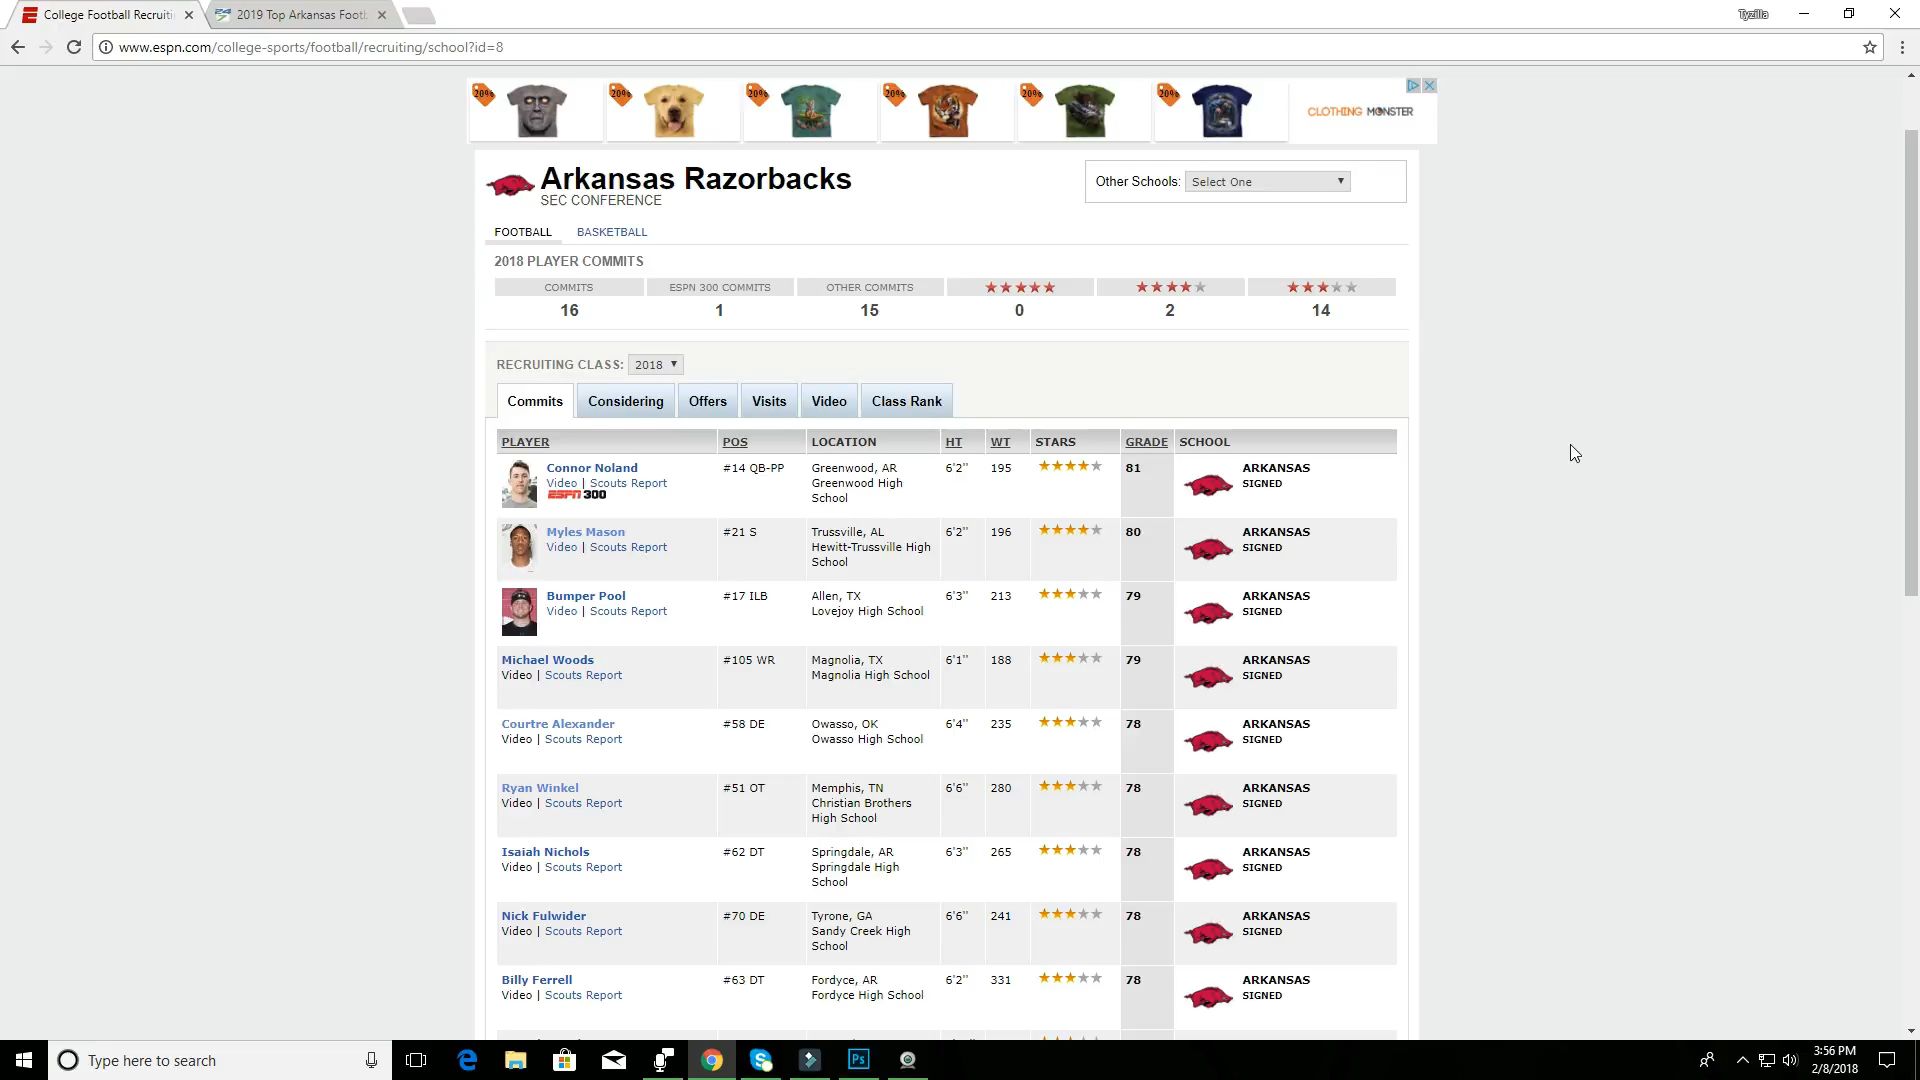 College Football Recruiti
2019 Top Arkansas Footb
Tyzilla
www.espn.com/college-sports/football/recruiting/school?id=8
20% 20% 20% 20% 20% 20%
CLOTHING MONSTER
Arkansas Razorbacks
SEC CONFERENCE
Other Schools: Select One
FOOTBALL BASKETBALL
2018 PLAYER COMMITS
COMMITS ESPN 300 COMMITS OTHER COMMITS
16 1 15 0 2 14
RECRUITING CLASS: 2018
Commits Considering Offers Visits Video Class Rank
PLAYER POS LOCATION HT WT STARS GRADE SCHOOL
Connor Noland #14 QB-PP Greenwood, AR 6'2" 195 81 ARKANSAS
Video | Scouts Report Greenwood High SIGNED
ESPN 300 School
Myles Mason #21 S Trussville, AL 6'2" 196 80 ARKANSAS
Video | Scouts Report Hewitt-Trussville High SIGNED
School
Bumper Pool #17 ILB Allen, TX 6'3" 213 79 ARKANSAS
Video | Scouts Report Lovejoy High School SIGNED
Michael Woods #105 WR Magnolia, TX 6'1" 188 79 ARKANSAS
Video | Scouts Report Magnolia High School SIGNED
Courtre Alexander #58 DE Owasso, OK 6'4" 235 78 ARKANSAS
Video | Scouts Report Owasso High School SIGNED
Ryan Winkel #51 OT Memphis, TN 6'6" 280 78 ARKANSAS
Video | Scouts Report Christian Brothers SIGNED
High School
Isaiah Nichols #62 DT Springdale, AR 6'3" 265 78 ARKANSAS
Video | Scouts Report Springdale High SIGNED
School
Nick Fulwider #70 DE Tyrone, GA 6'6" 241 78 ARKANSAS
Video | Scouts Report Sandy Creek High SIGNED
School
Billy Ferrell #63 DT Fordyce, AR 6'2" 331 78 ARKANSAS
Video | Scouts Report Fordyce High School SIGNED
Type here to search
Ps
3:56 PM
2/8/2018